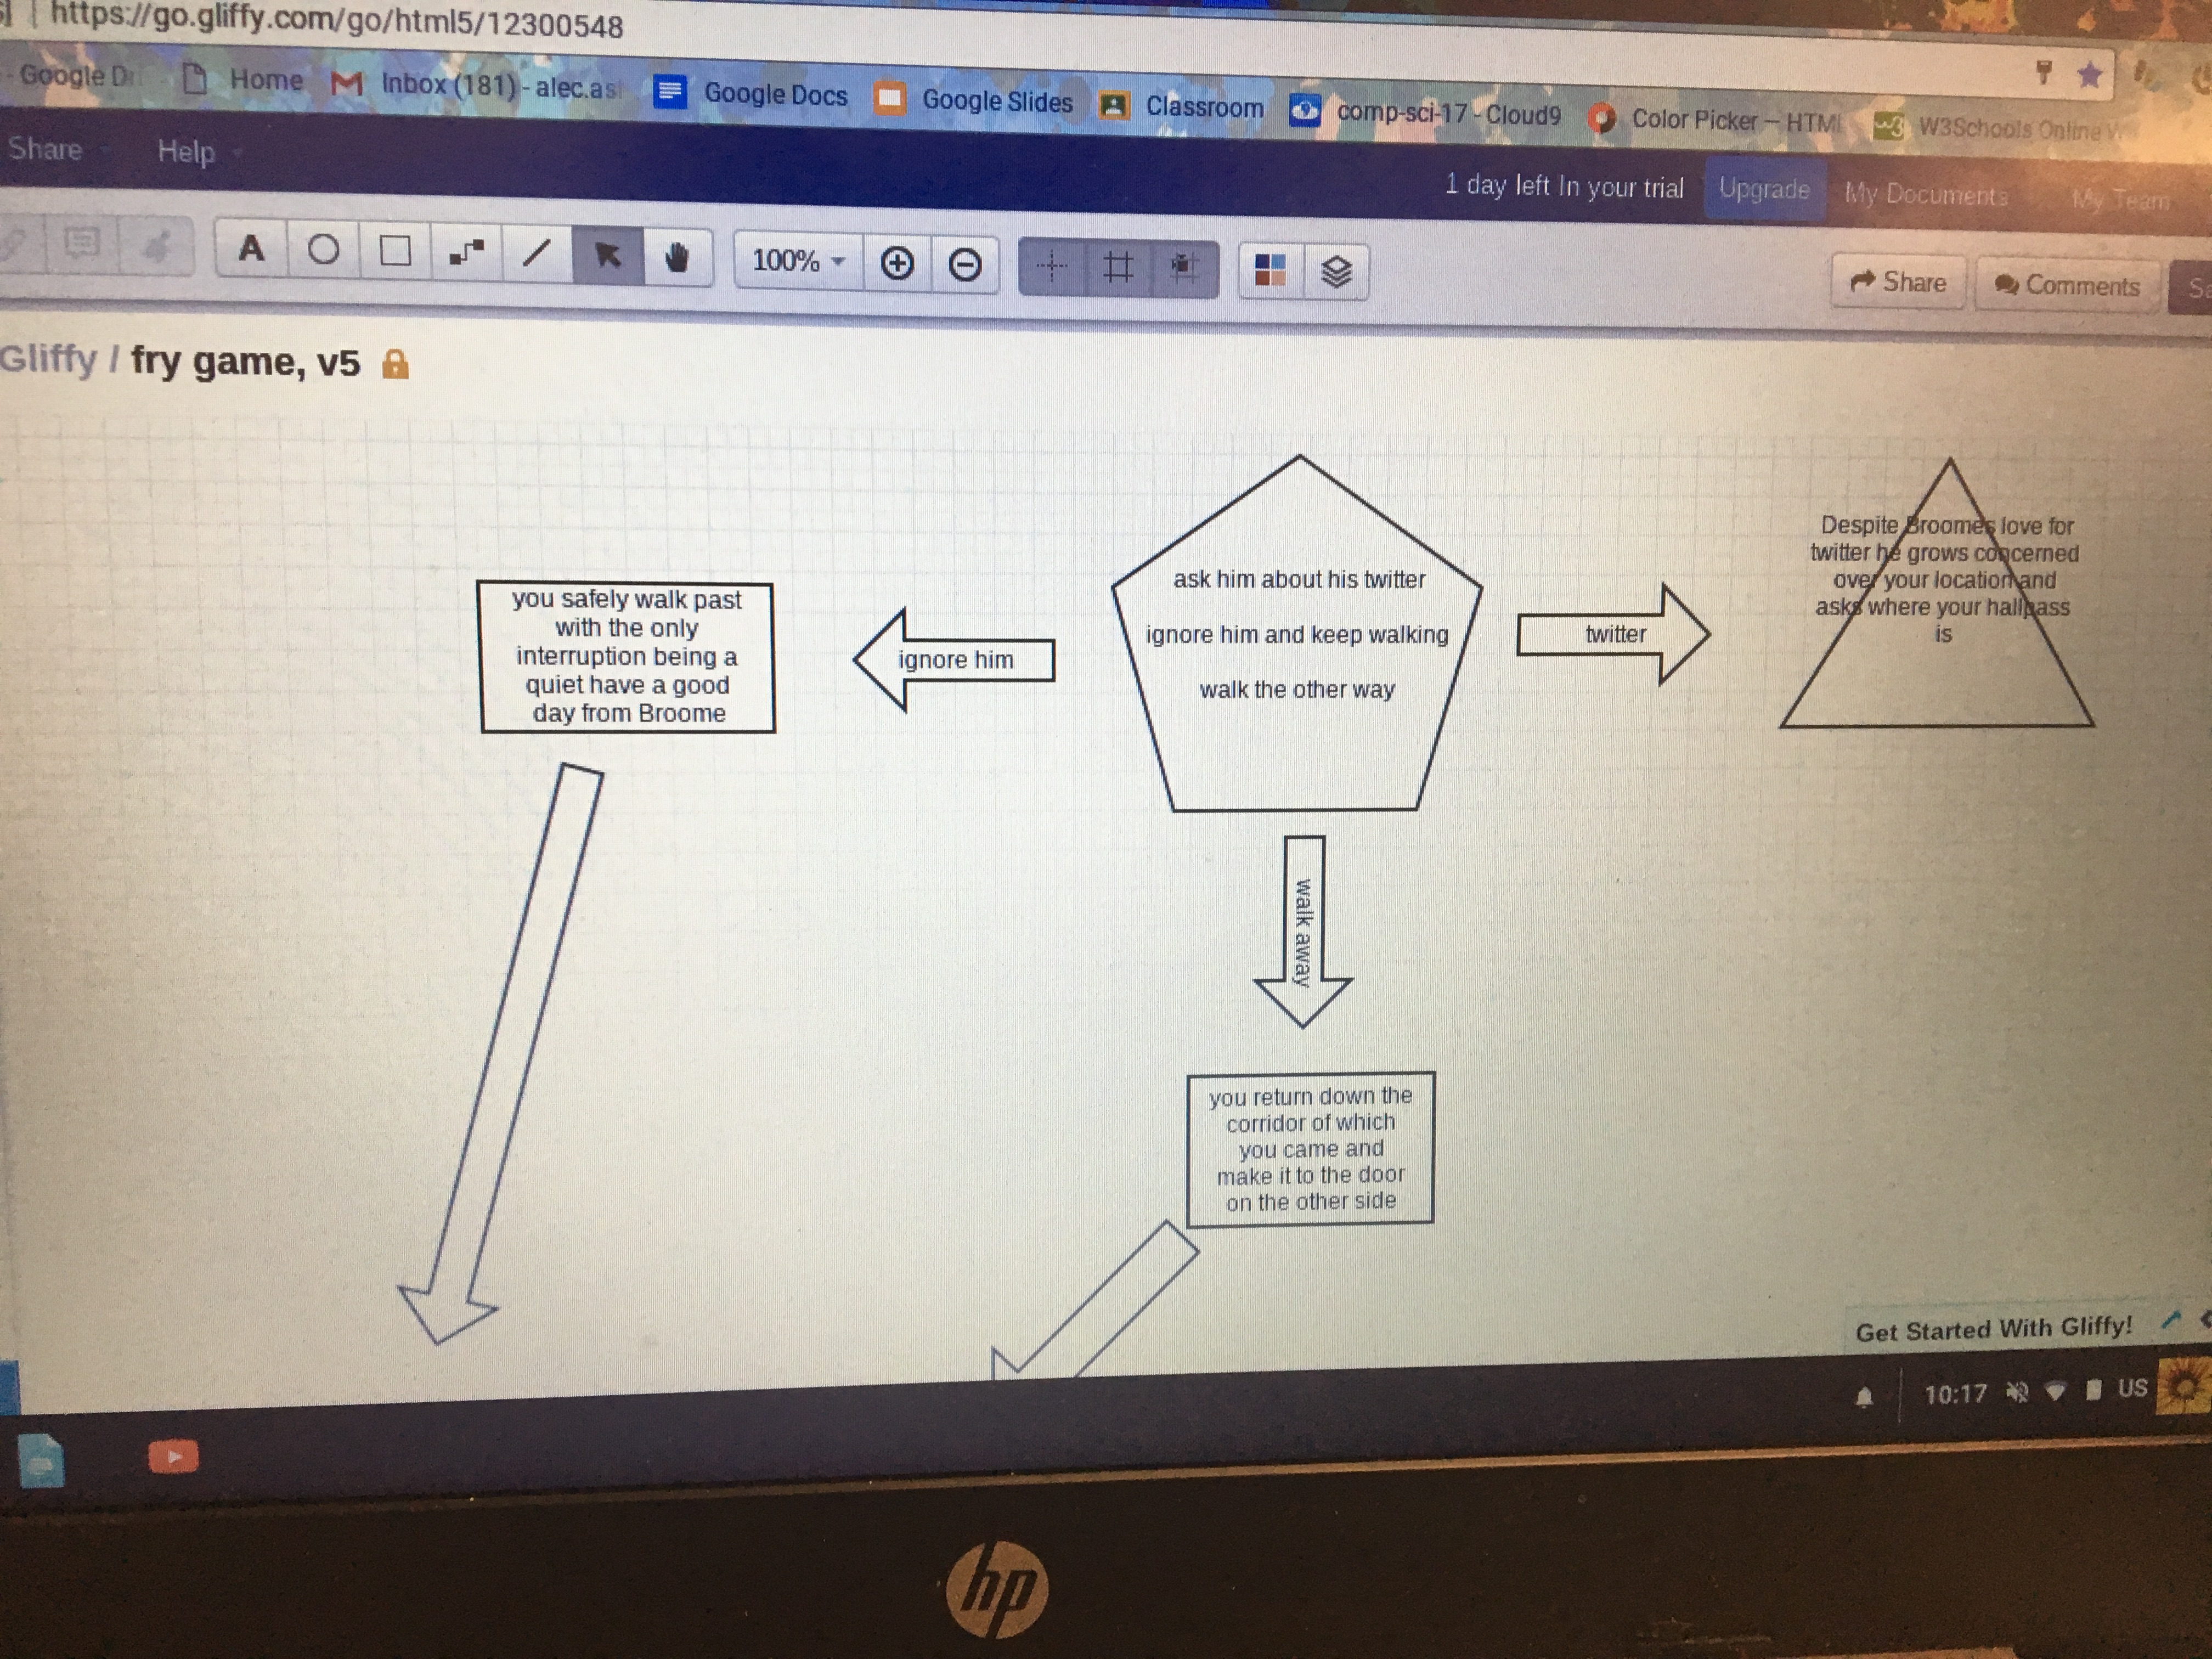 https://go.gliffy.com/go/html5/12300548
Google Home Inbox (181) - alec.as Google Docs Google Slides Classroom comp-sci-17 - Cloud9 Color Picker – HTML W3Schools Online
Share Help
1 day left In your trial Upgrade My Documents My Team
A 100% Share Comments
Gliffy / fry game, v5
you safely walk past
with the only
interruption being a
quiet have a good
day from Broome
ignore him
ask him about his twitter
ignore him and keep walking
walk the other way
twitter
Despite Broomes love for
twitter he grows concerned
over your location and
asks where your hallpass
is
walk away
you return down the
corridor of which
you came and
make it to the door
on the other side
Get Started With Gliffy!
10:17 US
hp